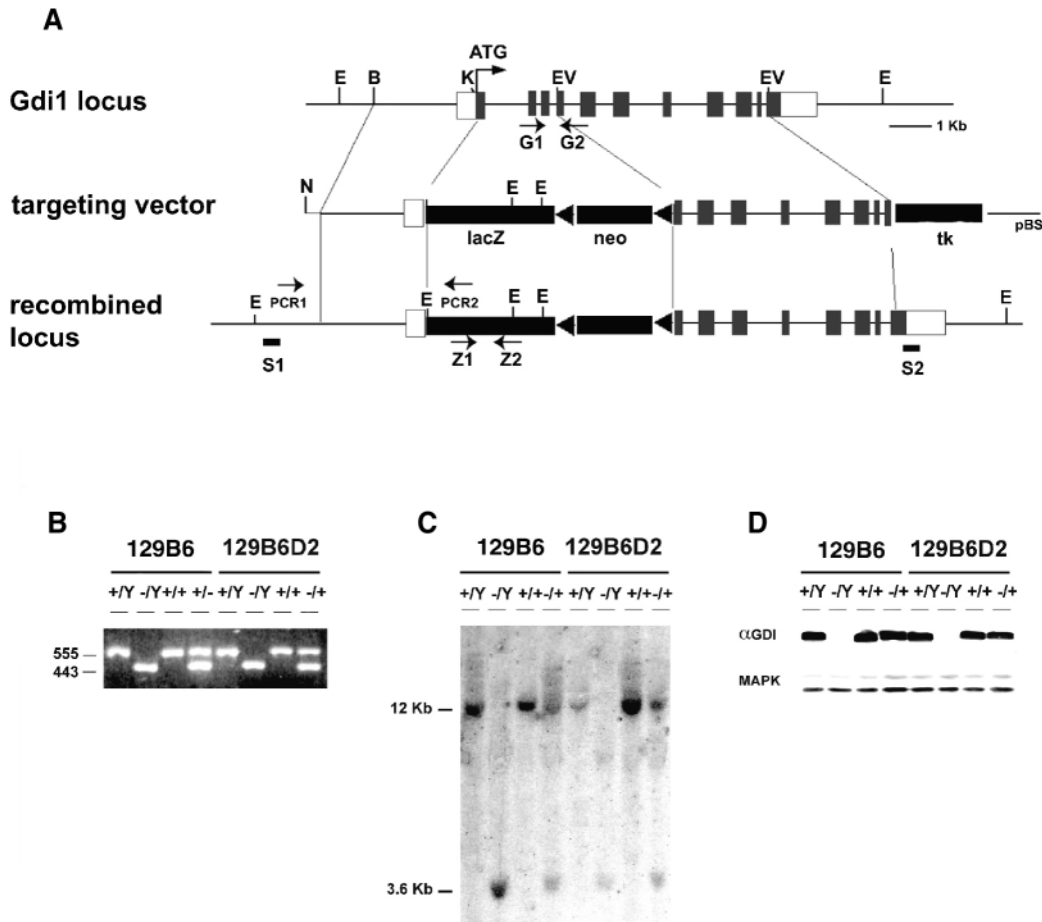 A
ATG
E B K EV EV E
Gdi1 locus
G1 G2
1 Kb
N
E E
targeting vector
lacZ neo tk
pBS
recombined
locus
E PCR1 E PCR2 E E E
S1 Z1 Z2 S2
B
129B6 129B6D2
+/Y -/Y +/+ +/- +/Y -/Y +/+ -/+
555
443
C
129B6 129B6D2
+/Y -/Y +/+ -/+ +/Y -/Y +/+ -/+
12 Kb
3.6 Kb
D
129B6 129B6D2
+/Y -/Y +/+ -/+ +/Y -/Y +/+ -/+
αGDI
MAPK